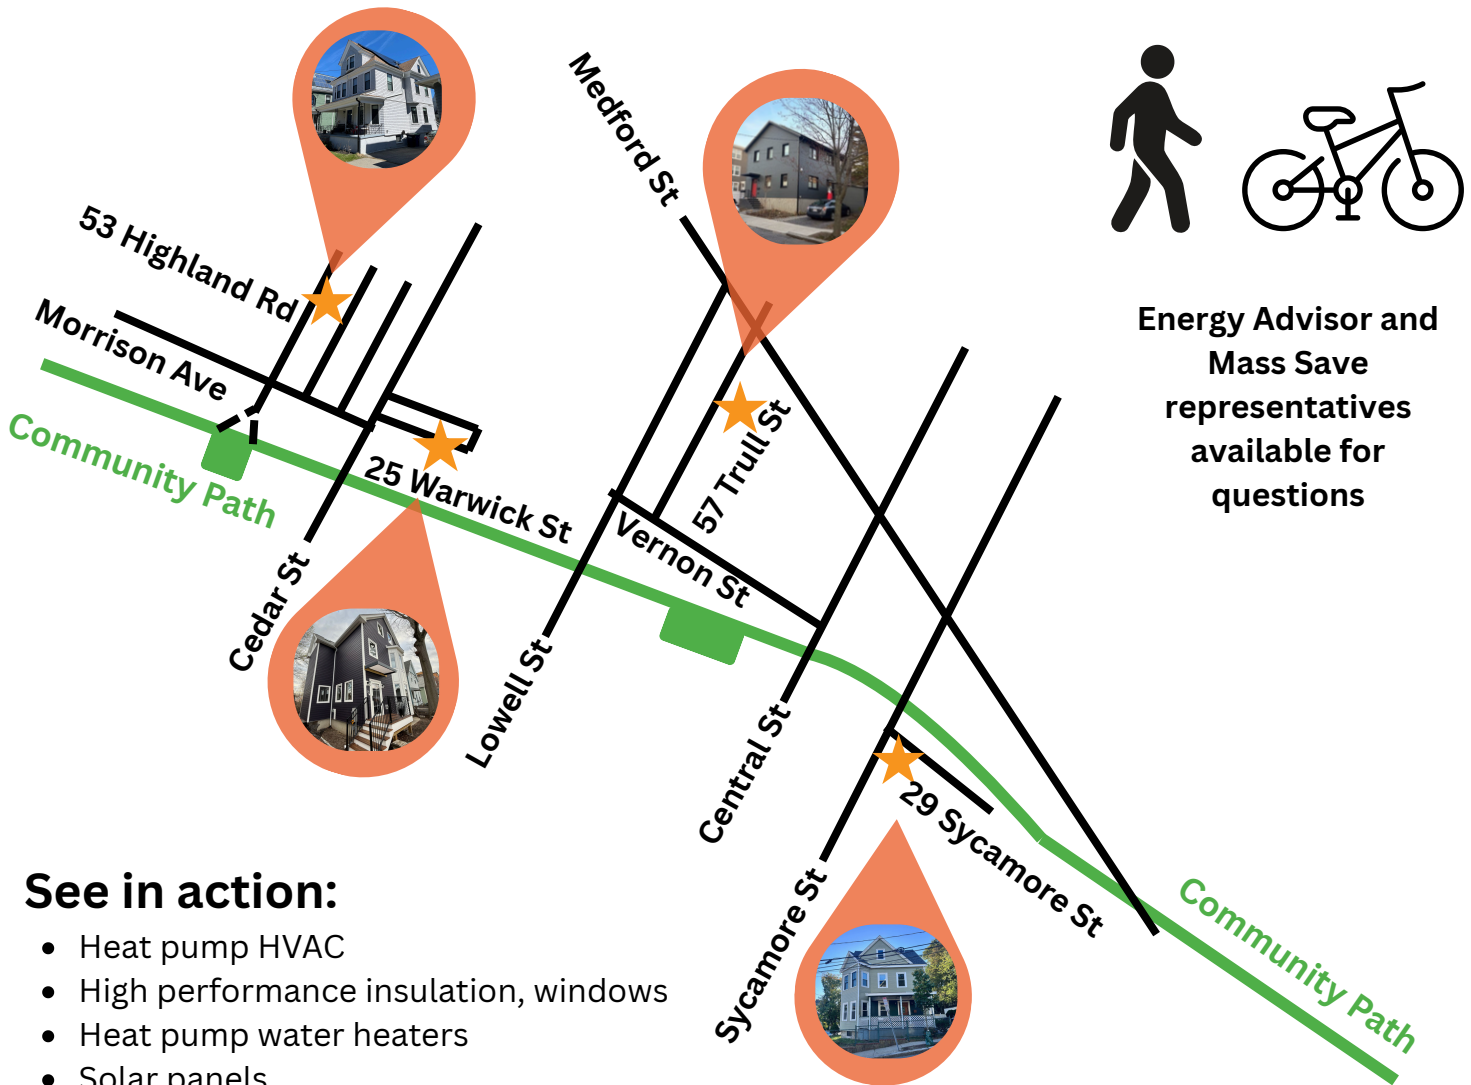 Medford St
53 Highland Rd
Morrison Ave
Community Path
25 Warwick St
Cedar St
Lowell St
Vernon St
57 Trull St
Central St
29 Sycamore St
Sycamore St
Community Path
Energy Advisor and
Mass Save
representatives
available for
questions
See in action:
• Heat pump HVAC
• High performance insulation, windows
• Heat pump water heaters
• Solar panels